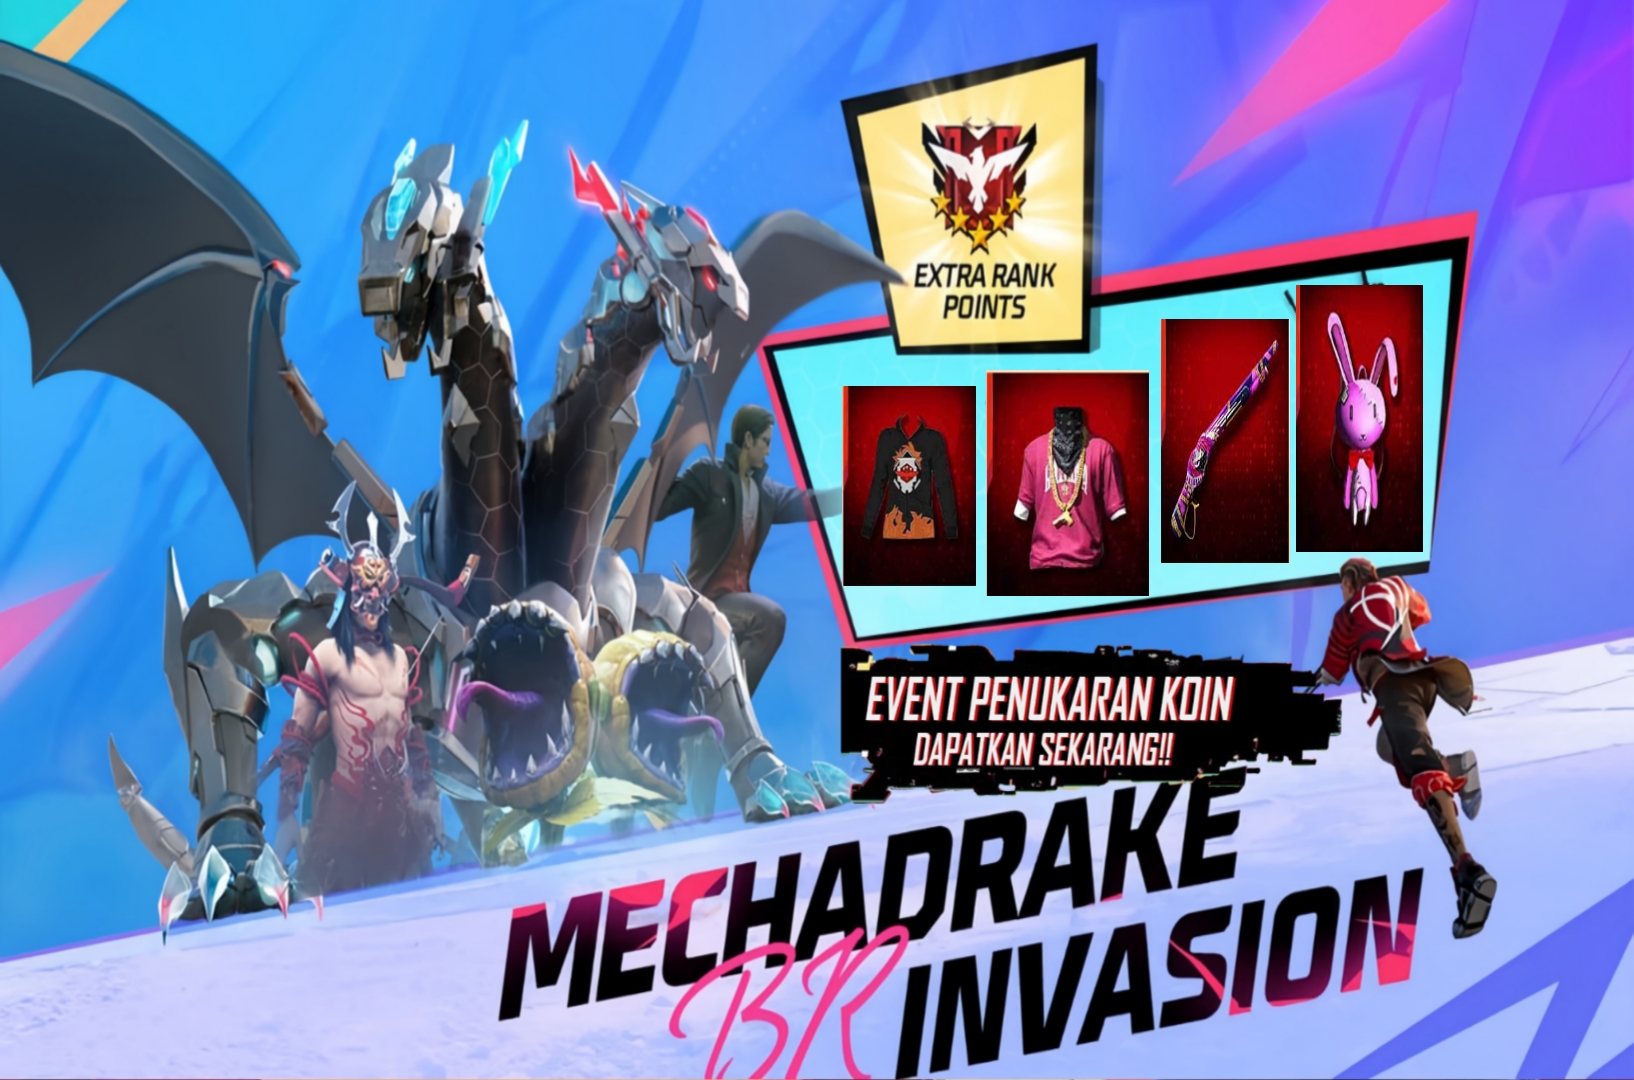 EXTRA RANK
POINTS
EVENT PENUKARAN KOIN
DAPATKAN SEKARANG!!
MECHADRAKE
BR INVASION